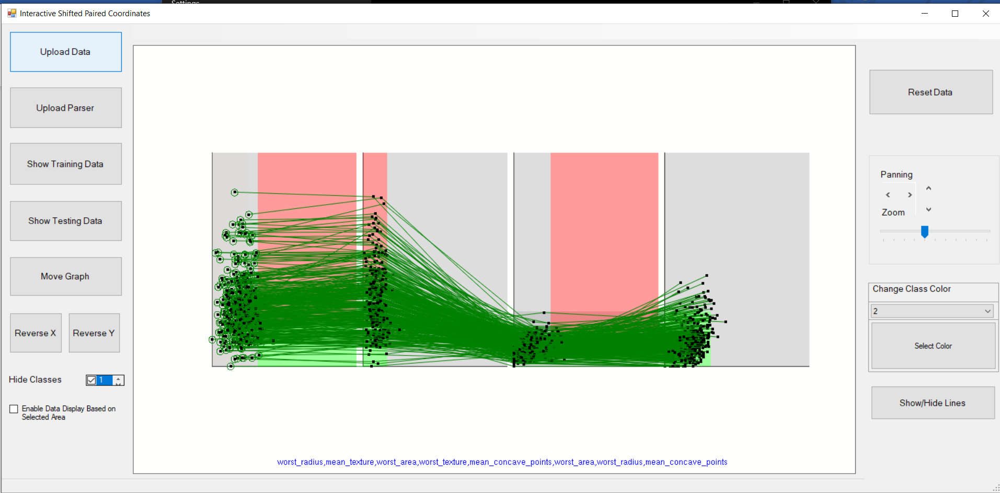 Settings
Interactive Shifted Paired Coordinates
Upload Data
Upload Parser
Show Training Data
Show Testing Data
Move Graph
Reverse X
Reverse Y
Hide Classes
1
Enable Data Display Based on
Selected Area
worst_radius,mean_texture,worst_area,worst_texture,mean_concave_points,worst_area,worst_radius,mean_concave_points
Reset Data
Panning
Zoom
Change Class Color
2
Select Color
Show/Hide Lines